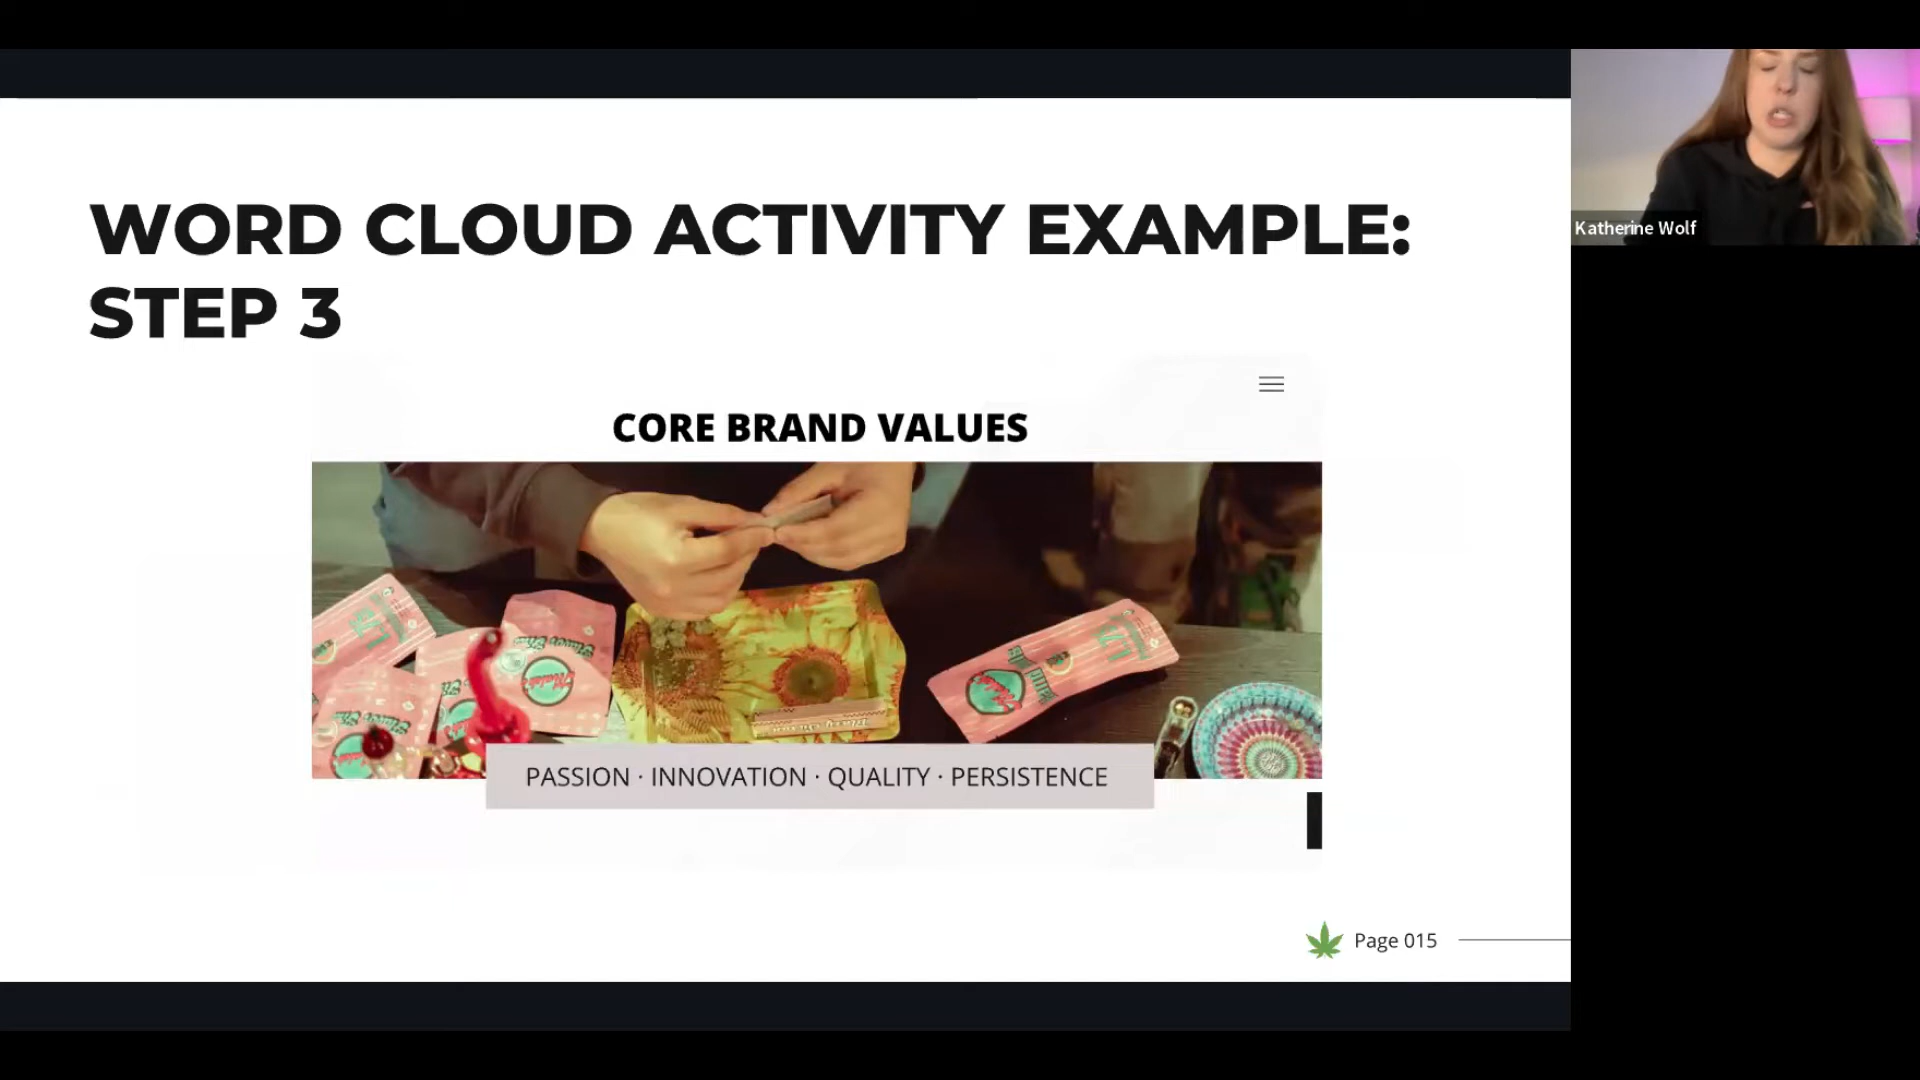 WORD CLOUD ACTIVITY EXAMPLE:
STEP 3
CORE BRAND VALUES
PASSION · INNOVATION · QUALITY · PERSISTENCE
Page 015
Katherine Wolf